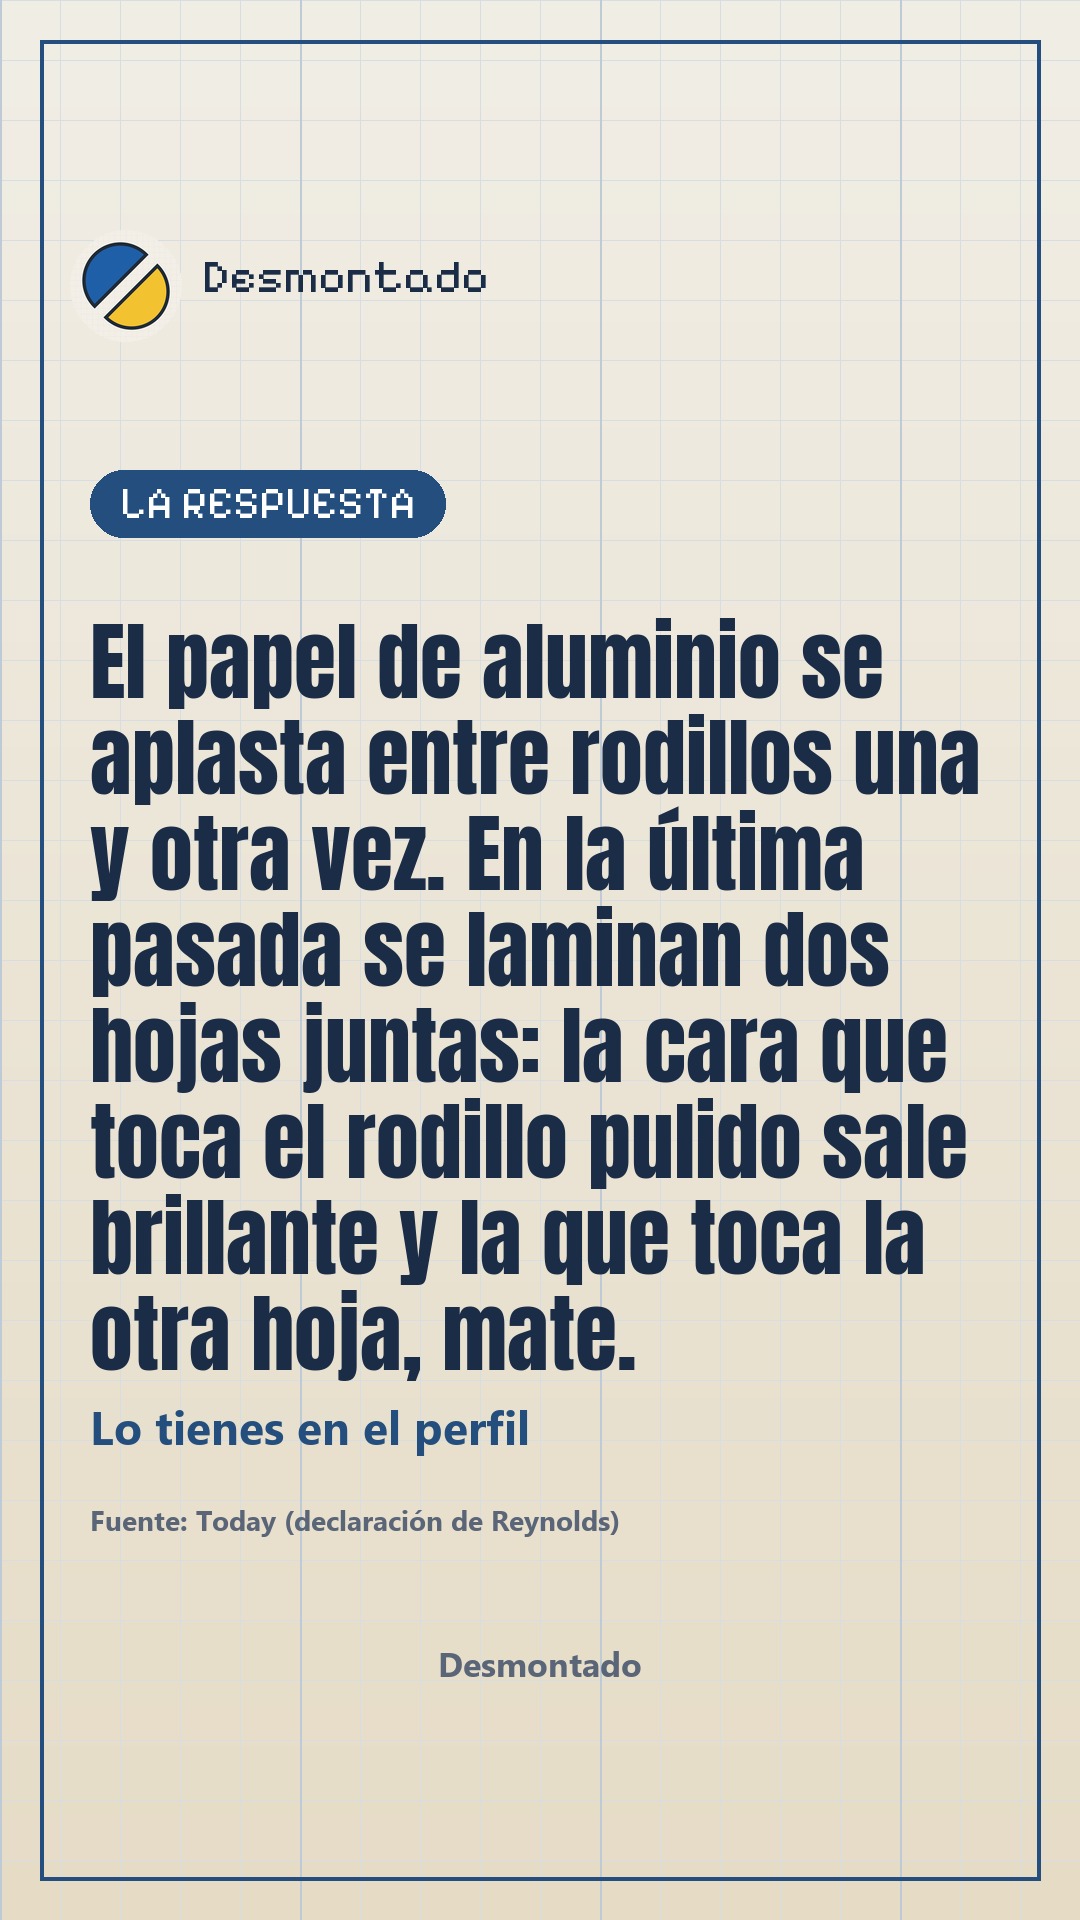 Desmontado
LA RESPUESTA
El papel de aluminio se
aplasta entre rodillos una
y otra vez. En la última
pasada se laminan dos
hojas juntas: la cara que
toca el rodillo pulido sale
brillante y la que toca la
otra hoja, mate.
Lo tienes en el perfil
Fuente: Today (declaración de Reynolds)
Desmontado